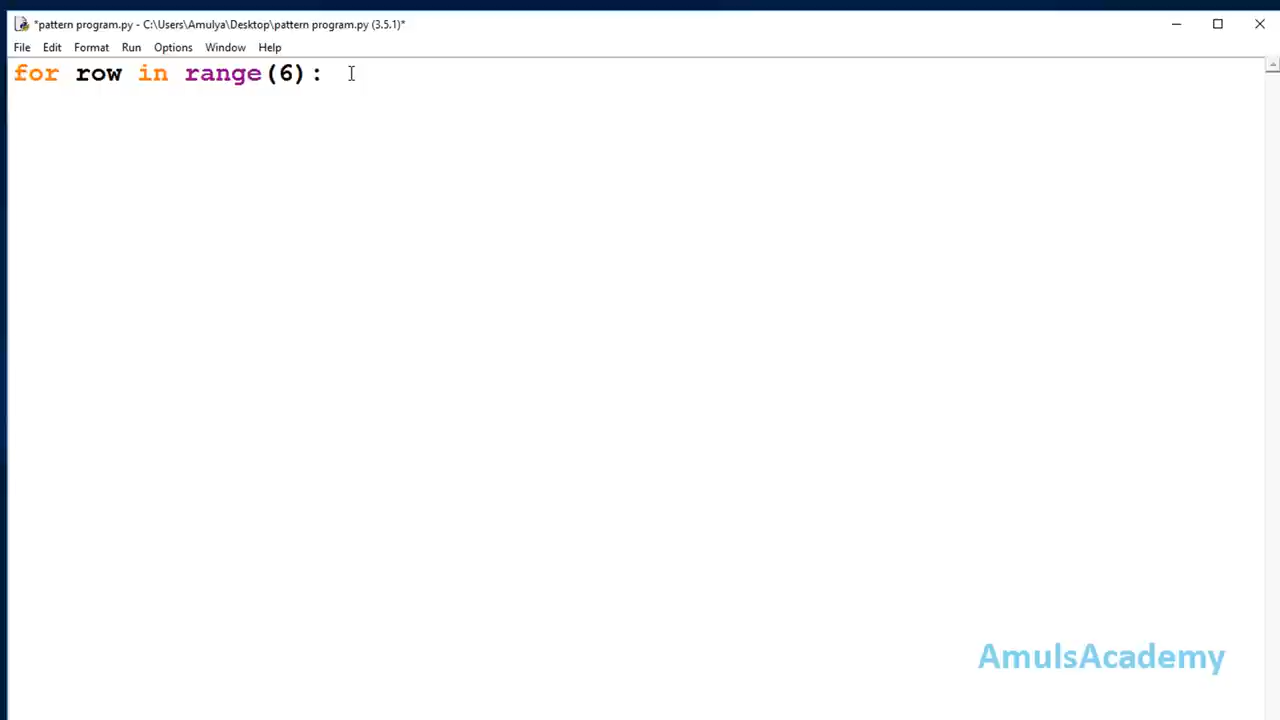 *pattern program.py - C:\Users\Amulya\Desktop\pattern program.py (3.5.1)*
File Edit Format Run Options Window Help
for row in range(6):
AmulsAcademy